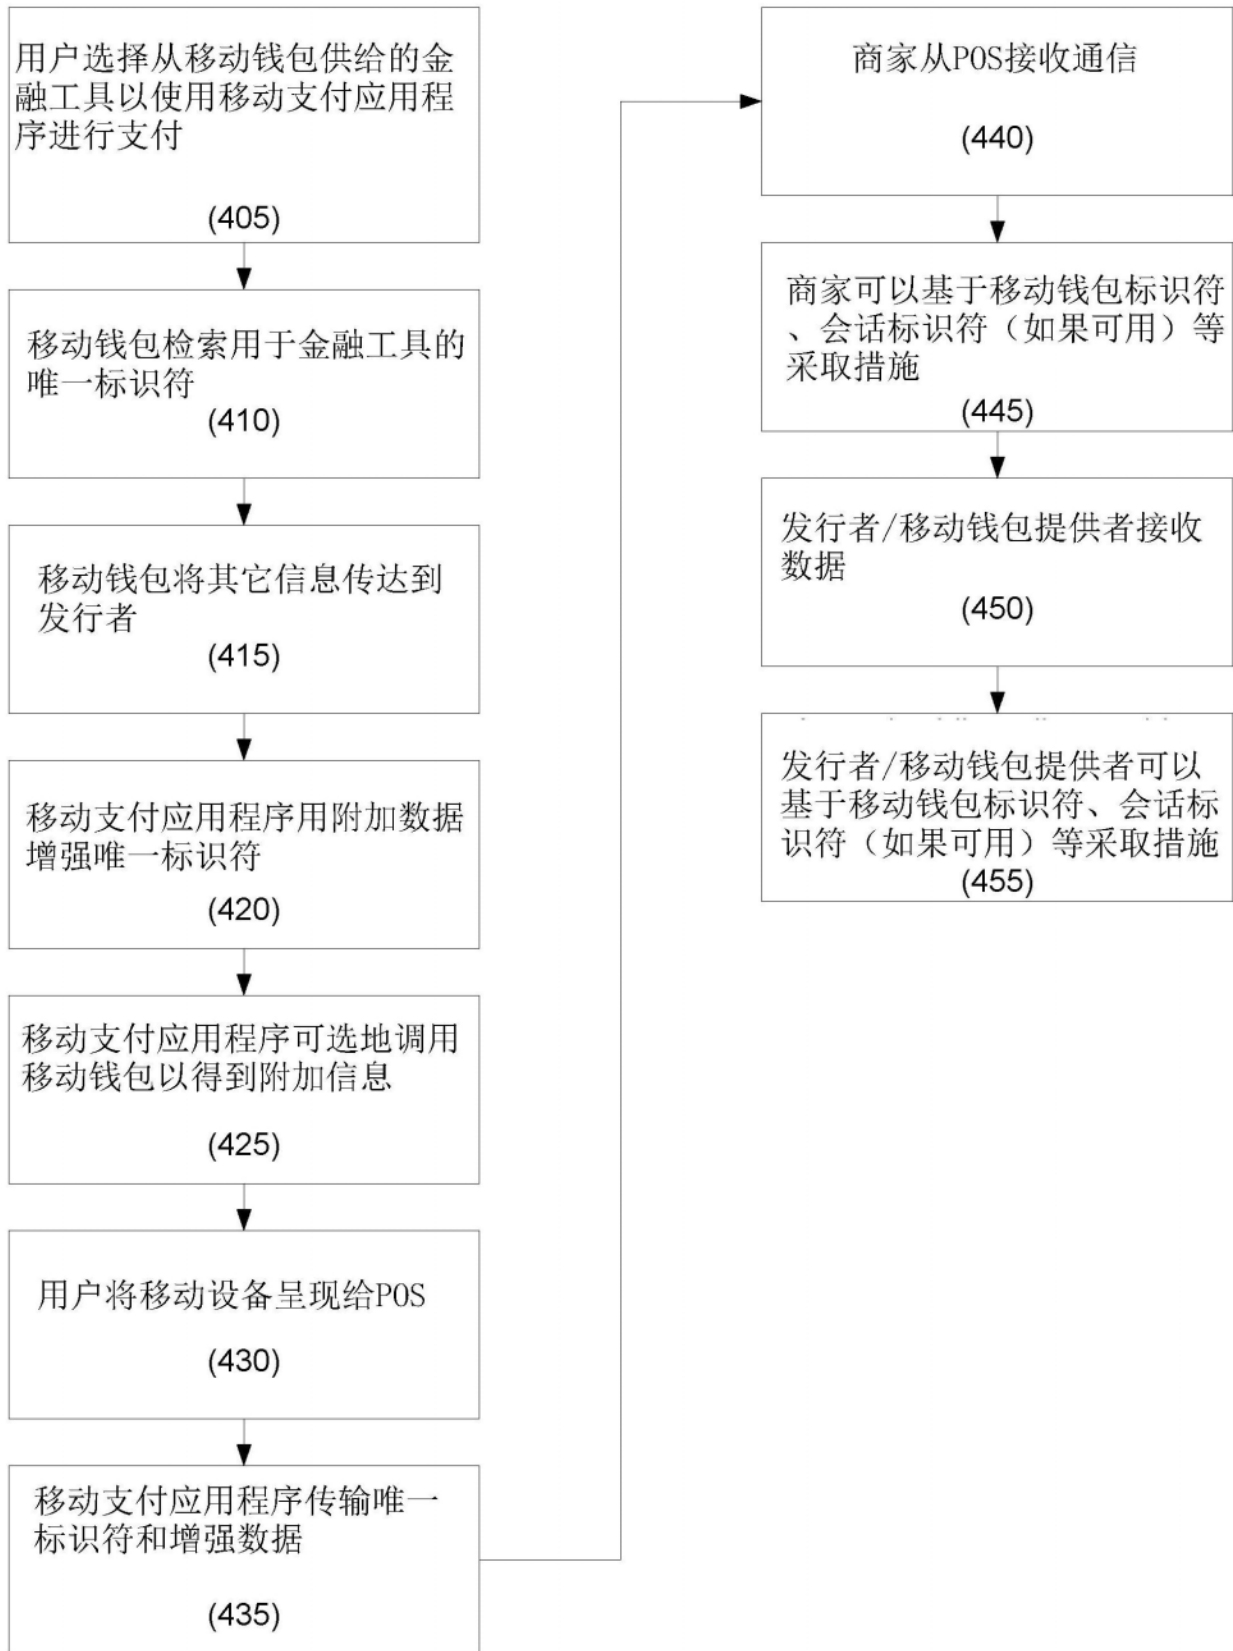 用户选择从移动钱包供给的金
融工具以使用移动支付应用程
序进行支付
(405)
移动钱包检索用于金融工具的
唯一标识符
(410)
移动钱包将其它信息传达到
发行者
(415)
移动支付应用程序用附加数据
增强唯一标识符
(420)
移动支付应用程序可选地调用
移动钱包以得到附加信息
(425)
用户将移动设备呈现给POS
(430)
移动支付应用程序传输唯一
标识符和增强数据
(435)
商家从POS接收通信
(440)
商家可以基于移动钱包标识符
、会话标识符（如果可用）等
采取措施
(445)
发行者/移动钱包提供者接收
数据
(450)
发行者/移动钱包提供者可以
基于移动钱包标识符、会话标
识符（如果可用）等采取措施
(455)